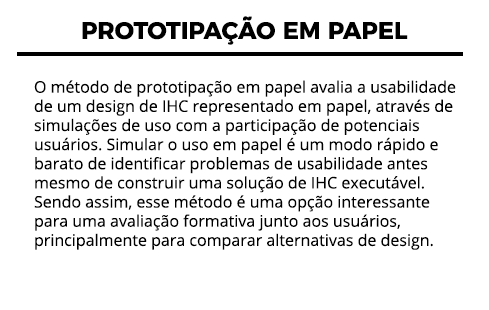 PROTOTIPAÇÃO EM PAPEL
O método de prototipação em papel avalia a usabilidade
de um design de IHC representado em papel, através de
simulações de uso com a participação de potenciais
usuários. Simular o uso em papel é um modo rápido e
barato de identificar problemas de usabilidade antes
mesmo de construir uma solução de IHC executável.
Sendo assim, esse método é uma opção interessante
para uma avaliação formativa junto aos usuários,
principalmente para comparar alternativas de design.